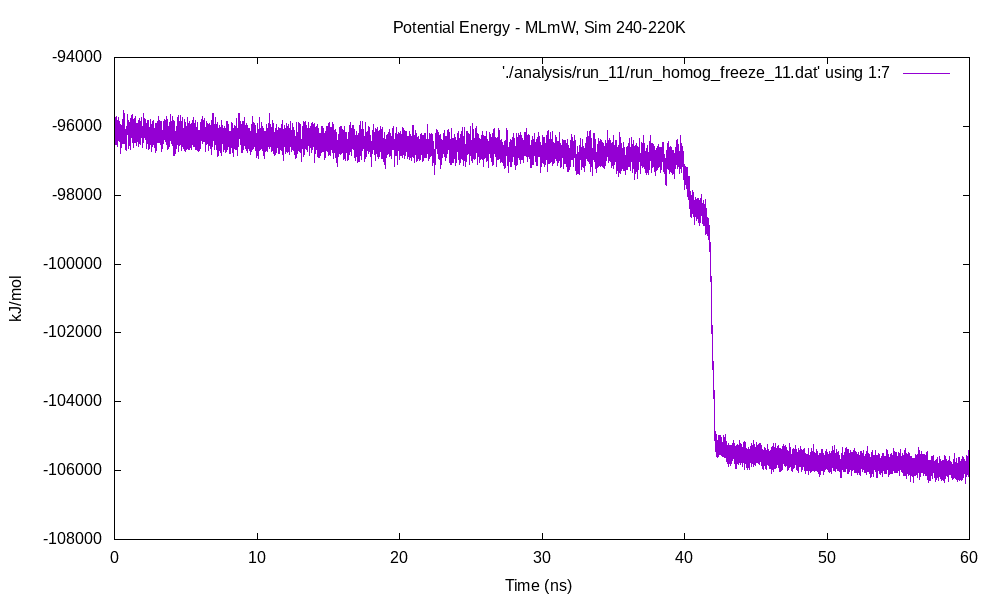 Potential Energy - MLmW, Sim 240-220K
'./analysis/run_11/run_homog_freeze_11.dat' using 1:7
-94000
-96000
-98000
-100000
-102000
-104000
-106000
-108000
kJ/mol
0 10 20 30 40 50 60
Time (ns)